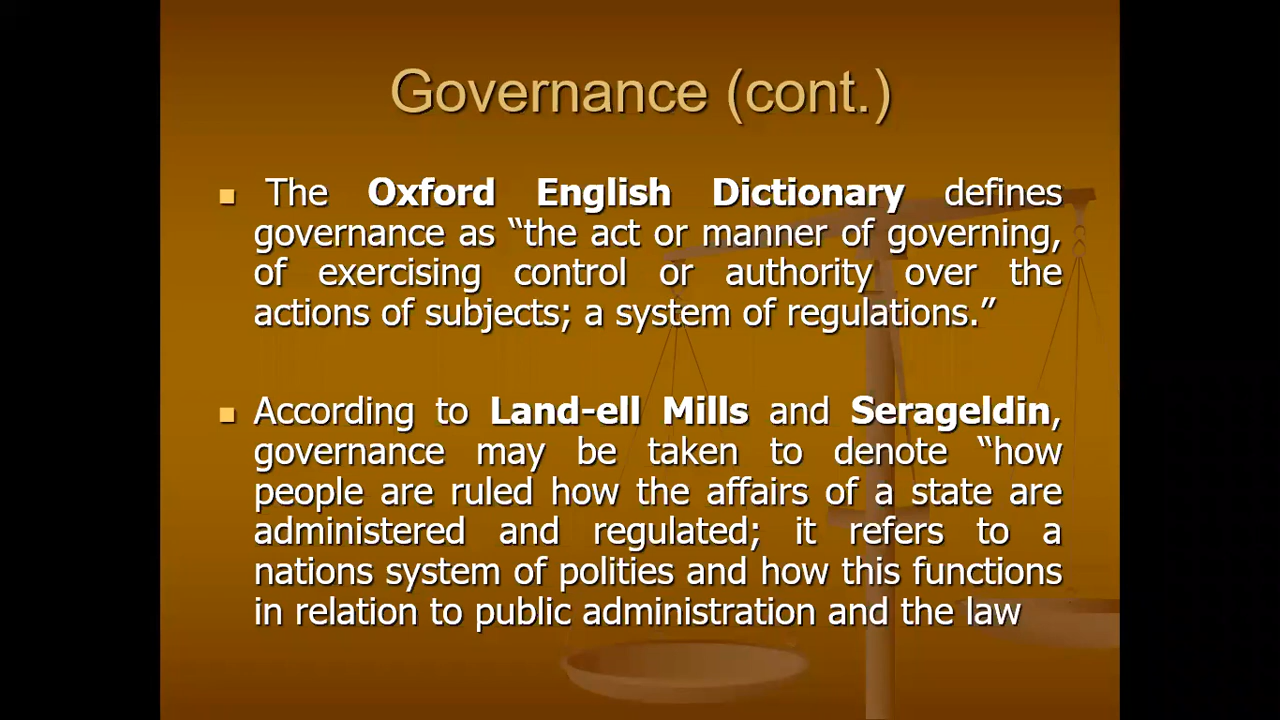 Governance (cont.)
The Oxford English Dictionary defines
governance as “the act or manner of governing,
of exercising control or authority over the
actions of subjects; a system of regulations.”
According to Land-ell Mills and Serageldin,
governance may be taken to denote “how
people are ruled how the affairs of a state are
administered and regulated; it refers to a
nations system of polities and how this functions
in relation to public administration and the law